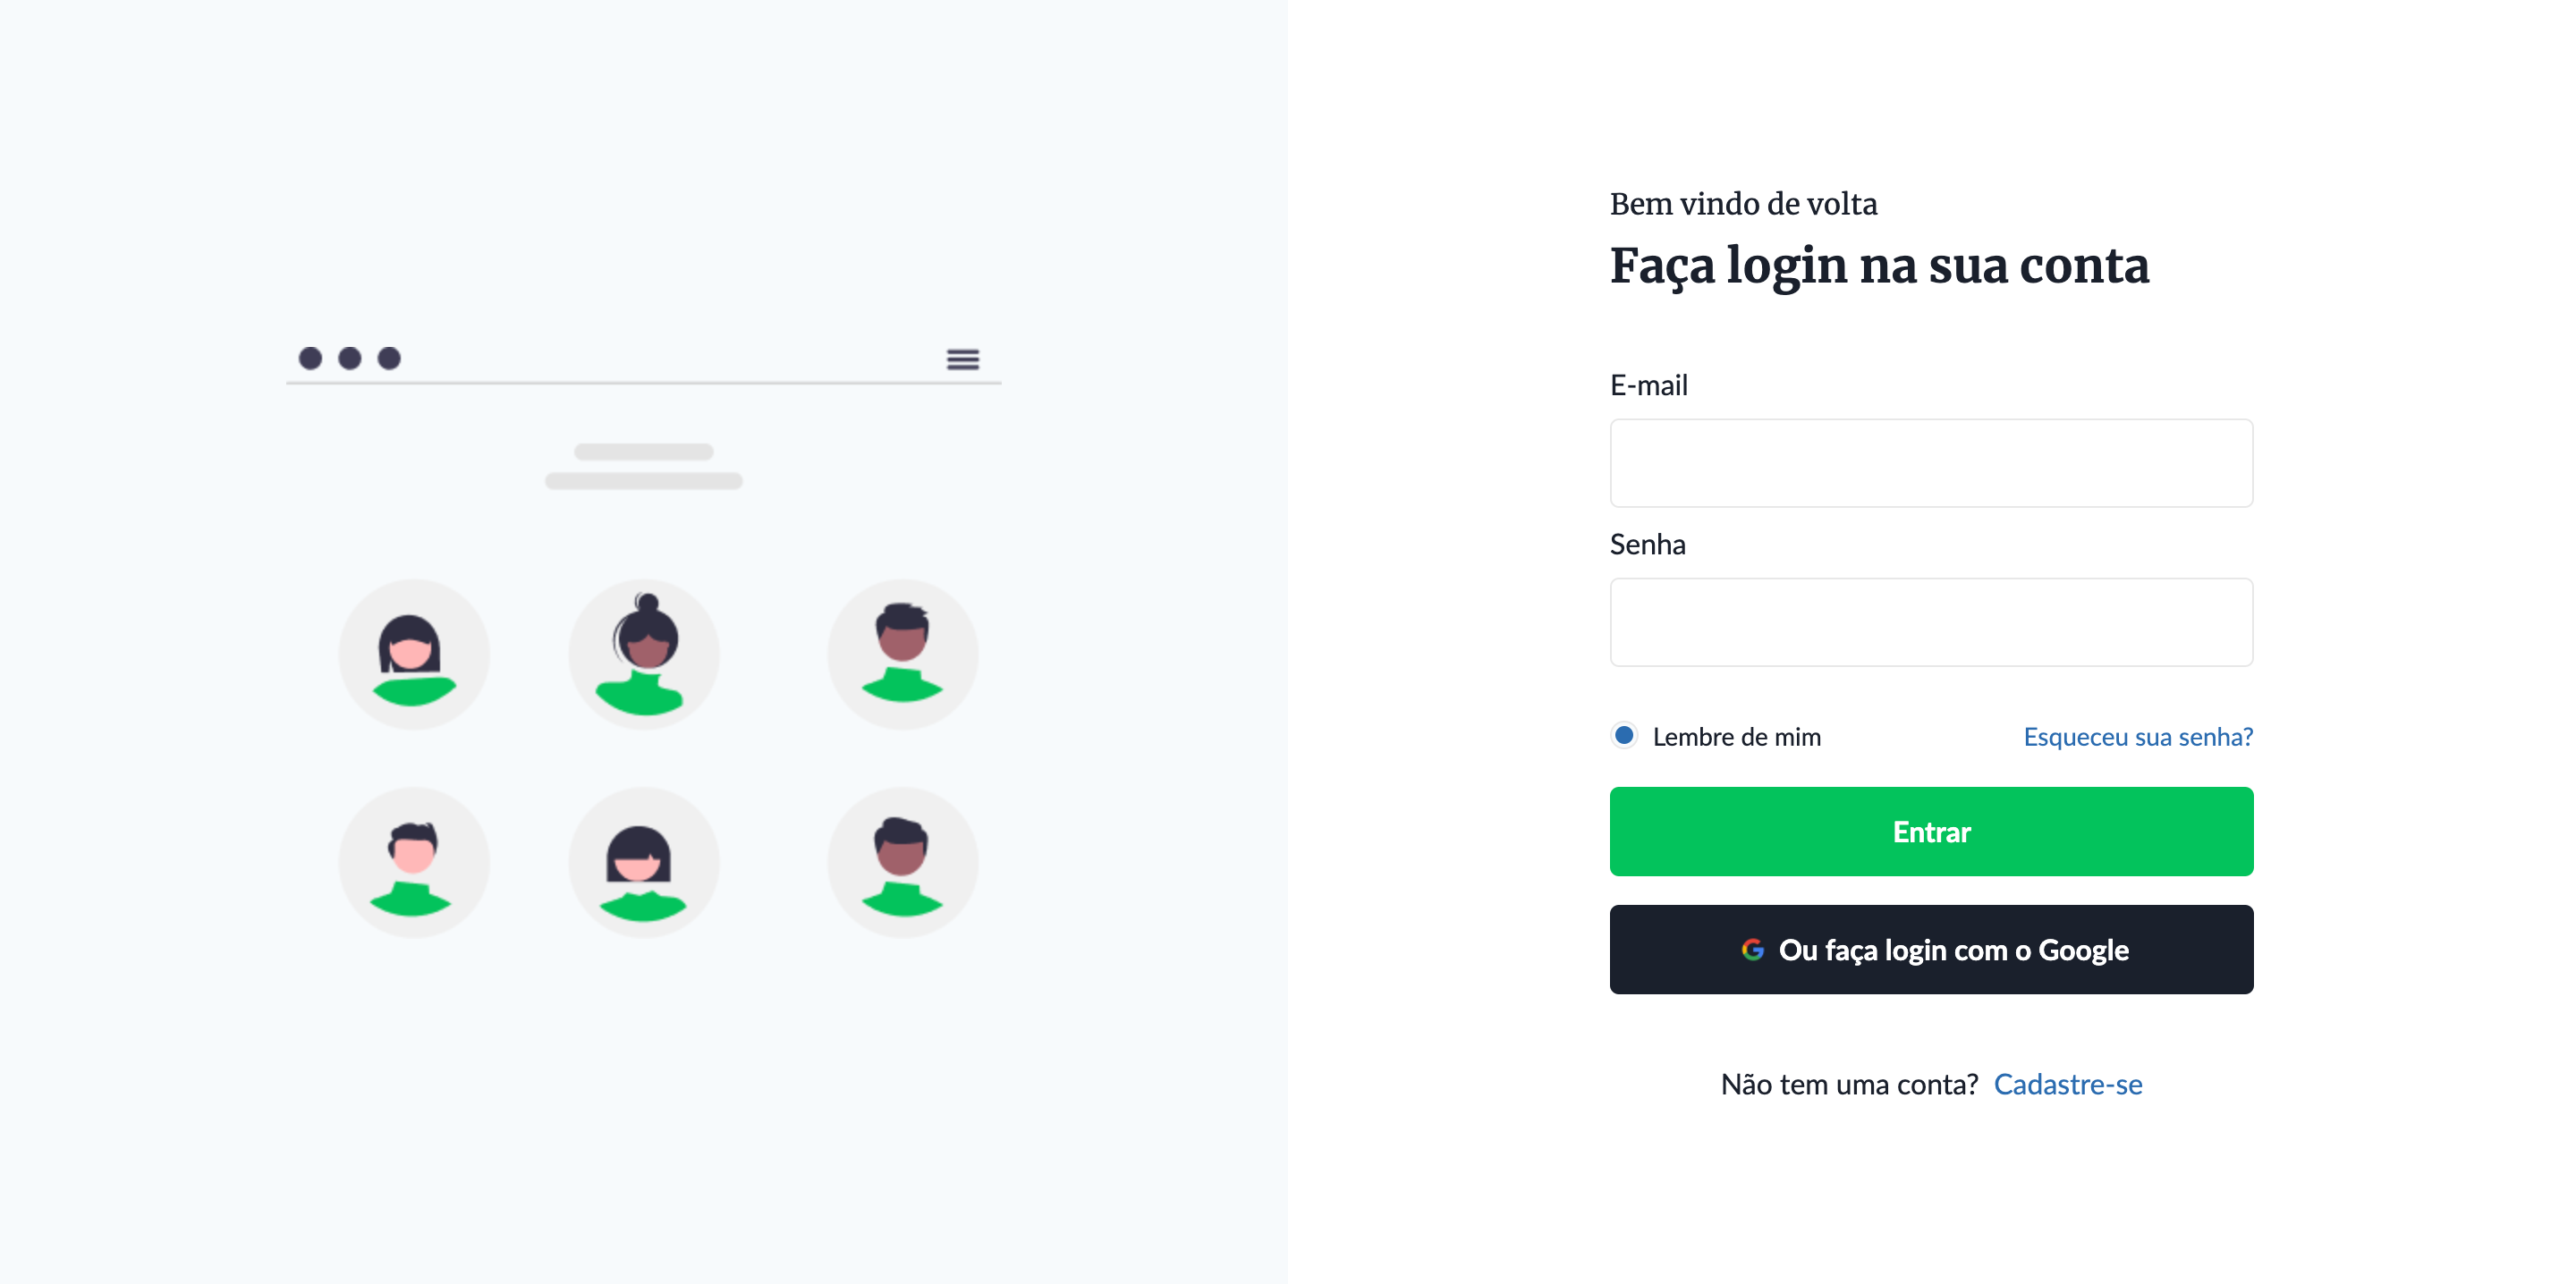 Bem vindo de volta
Faça login na sua conta
E-mail
Senha
Lembre de mim
Esqueceu sua senha?
Entrar
Ou faça login com o Google
Não tem uma conta? Cadastre-se